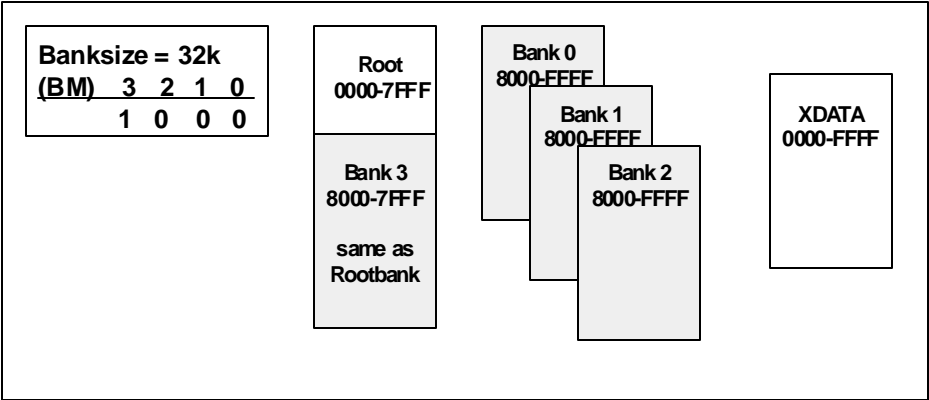 Banksize = 32k
(BM) 3 2 1 0
1 0 0 0
Root
0000-7FFF
Bank 3
8000-7FFF
same as
Rootbank
Bank 0
8000-FFFF
Bank 1
8000-FFFF
Bank 2
8000-FFFF
XDATA
0000-FFFF